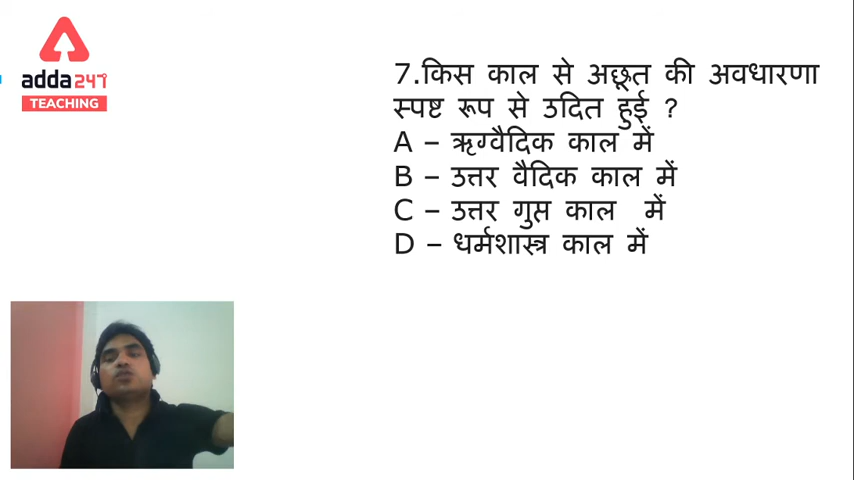 adda247
TEACHING
7.किस काल से अछूत की अवधारणा
स्पष्ट रूप से उदित हुई ?
A – ऋग्वैदिक काल में
B – उत्तर वैदिक काल में
C – उत्तर गुप्त काल में
D – धर्मशास्त्र काल में